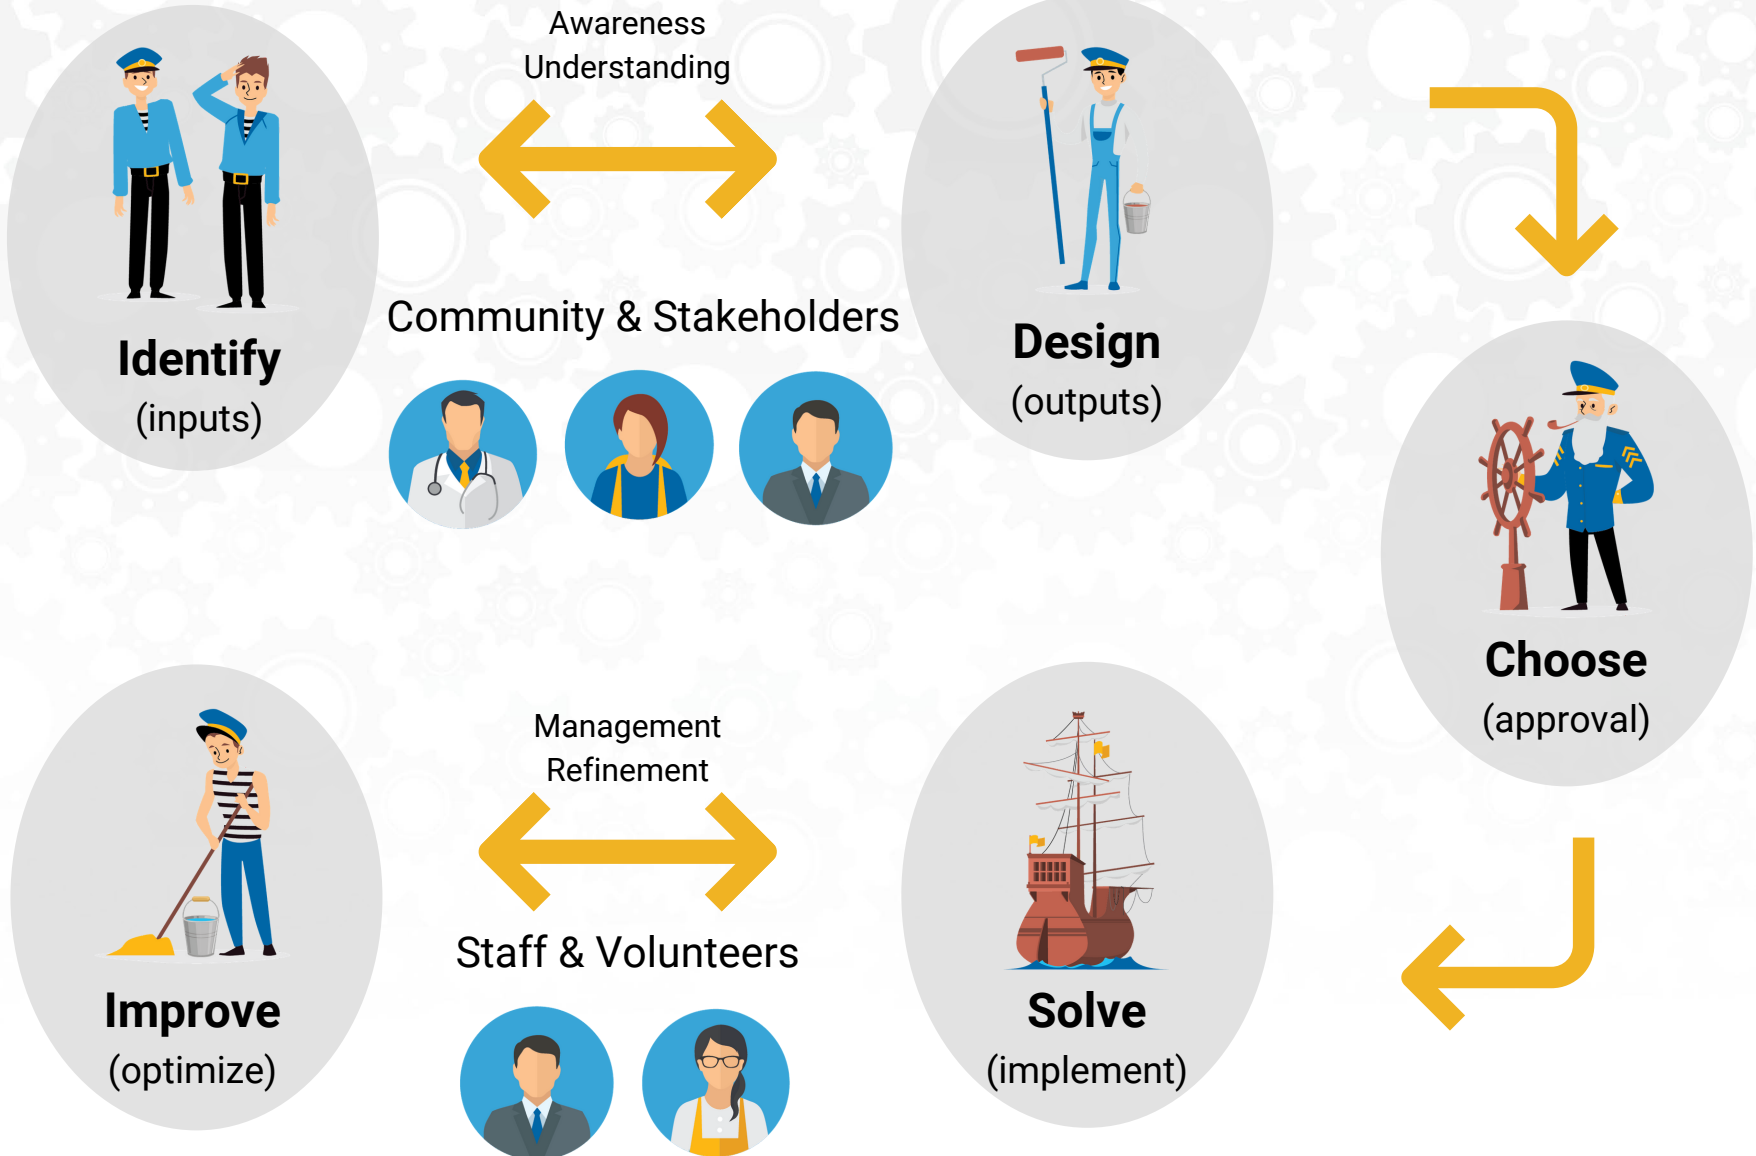 Awareness
Understanding
Identify
(inputs)
Community & Stakeholders
Design
(outputs)
Choose
(approval)
Management
Refinement
Staff & Volunteers
Improve
(optimize)
Solve
(implement)